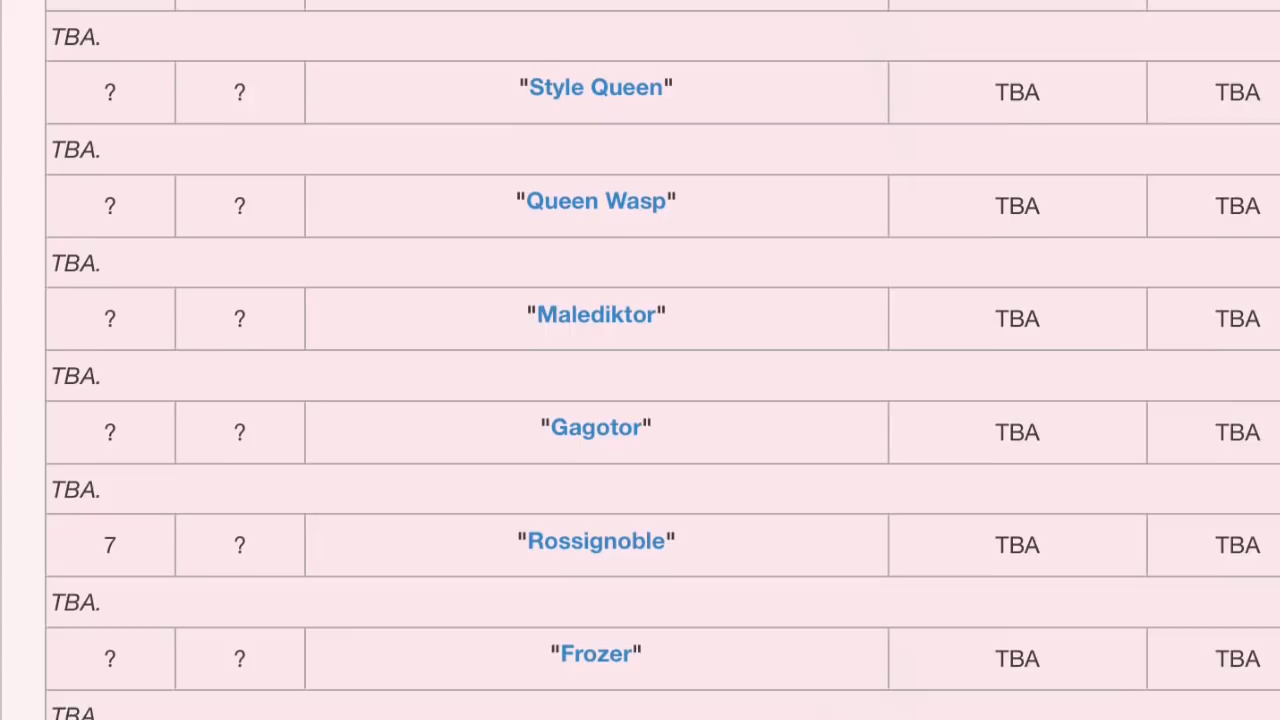 TBA.
? ? "Style Queen" TBA TBA
TBA.
? ? "Queen Wasp" TBA TBA
TBA.
? ? "Malediktor" TBA TBA
TBA.
? ? "Gagotor" TBA TBA
TBA.
7 ? "Rossignoble" TBA TBA
TBA.
? ? "Frozer" TBA TBA
TBA